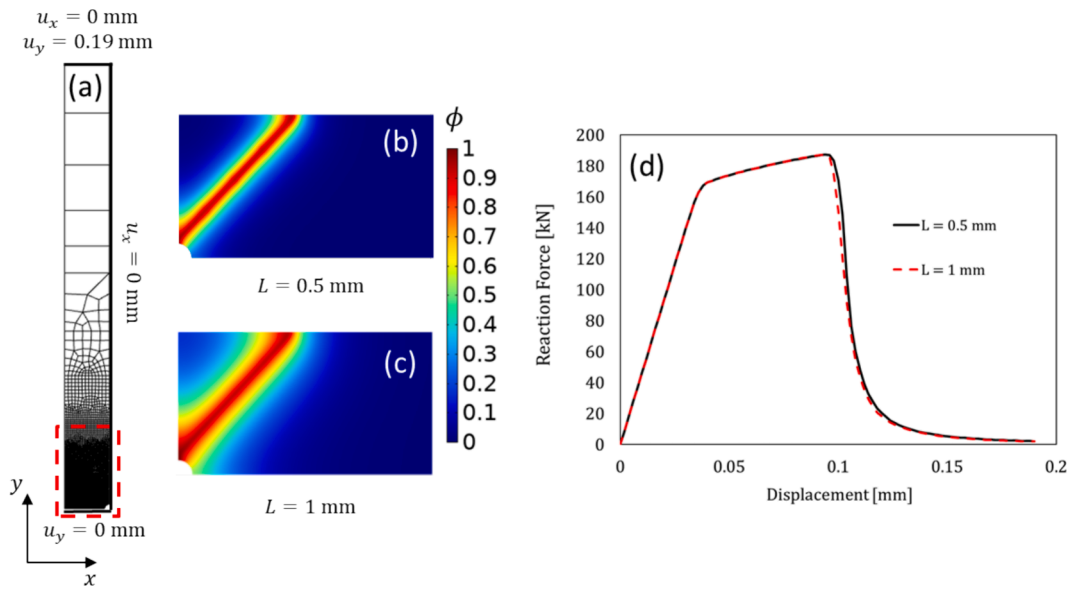 uₓ = 0 mm
u_y = 0.19 mm
(a)
uₓ = 0 mm
u_y = 0 mm
y
x
(b)
L = 0.5 mm
(c)
L = 1 mm
ϕ
1
0.9
0.8
0.7
0.6
0.5
0.4
0.3
0.2
0.1
0
(d)
Reaction Force [kN]
200
180
160
140
120
100
80
60
40
20
0
L = 0.5 mm
L = 1 mm
0 0.05 0.1 0.15 0.2
Displacement [mm]